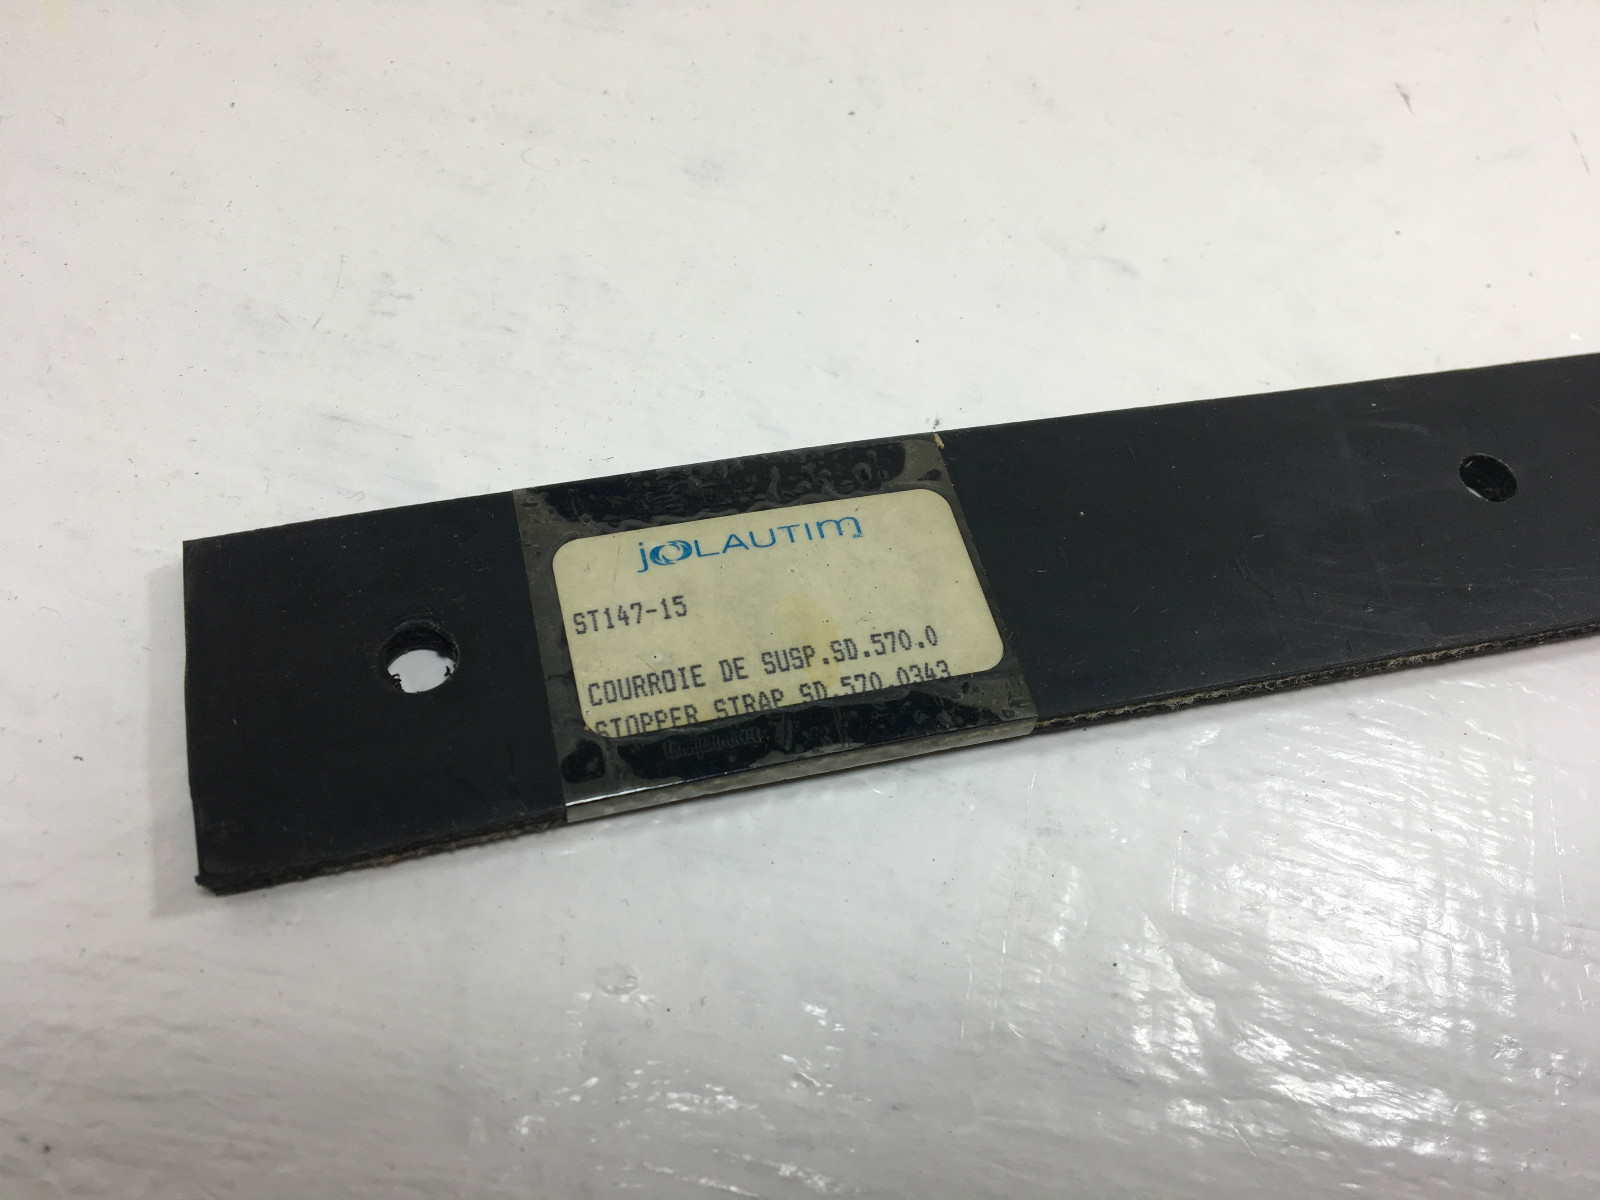 jOLAUTIM
ST147-15
COURROIE DE SUSP.SD.570.0
STOPPER STRAP SD.570.0343